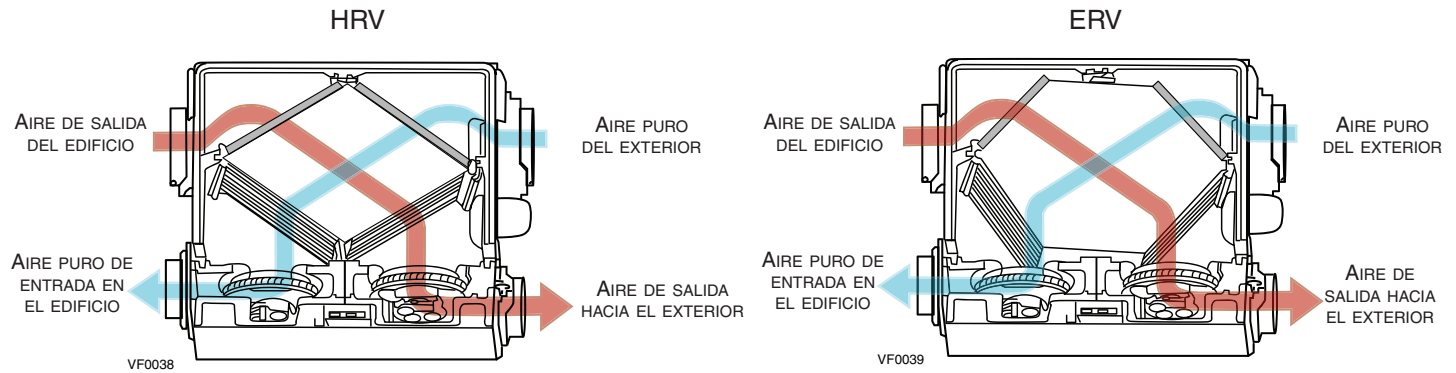 HRV
AIRE DE SALIDA
DEL EDIFICIO
AIRE PURO
DEL EXTERIOR
AIRE PURO DE
ENTRADA EN
EL EDIFICIO
AIRE DE SALIDA
HACIA EL EXTERIOR
VF0038
ERV
AIRE DE SALIDA
DEL EDIFICIO
AIRE PURO
DEL EXTERIOR
AIRE PURO DE
ENTRADA EN
EL EDIFICIO
AIRE DE
SALIDA HACIA
EL EXTERIOR
VF0039